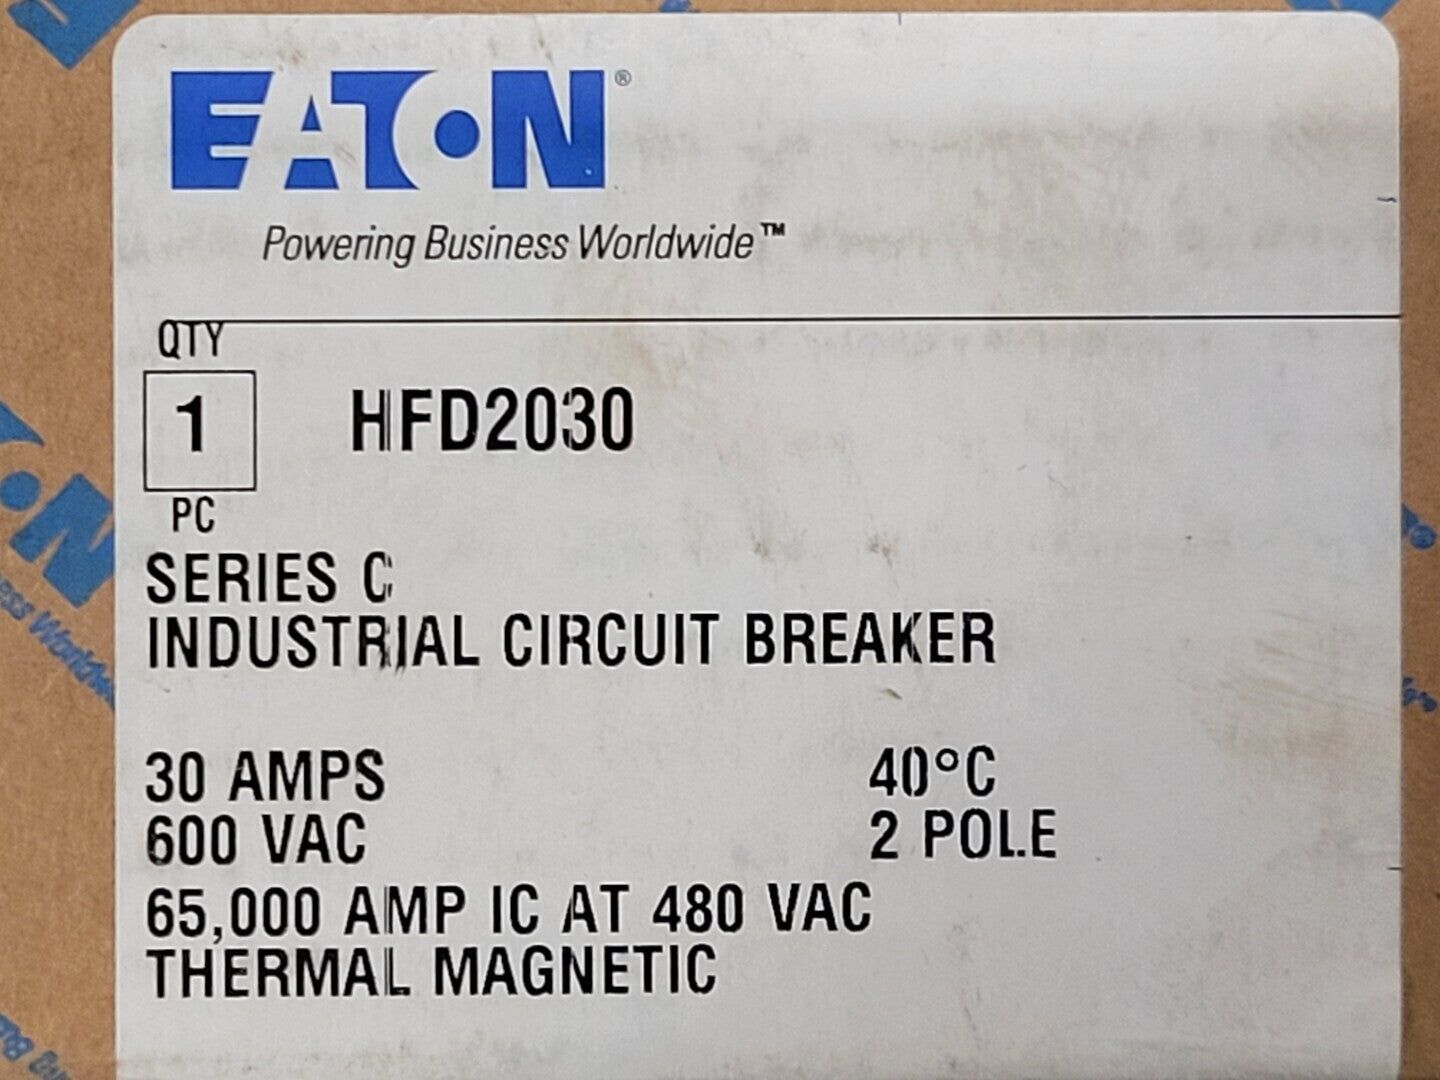 EATON®
Powering Business Worldwide™
QTY
1 HFD2030
PC
SERIES C
INDUSTRIAL CIRCUIT BREAKER
30 AMPS 40°C
600 VAC 2 POLE
65,000 AMP IC AT 480 VAC
THERMAL MAGNETIC